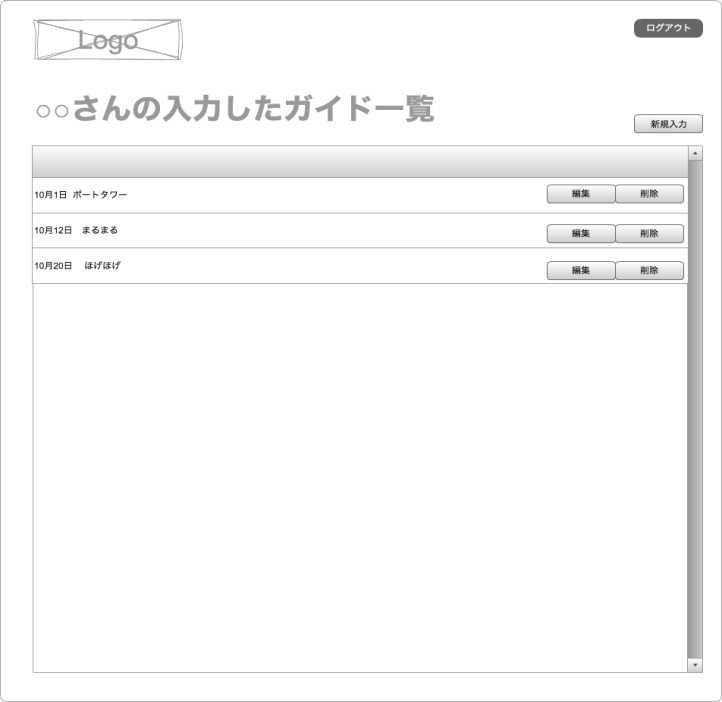 Logo
ログアウト
○○さんの入力したガイド一覧
新規入力
10月1日 ポートタワー 編集 削除
10月12日 まるまる 編集 削除
10月20日 ほげほげ 編集 削除